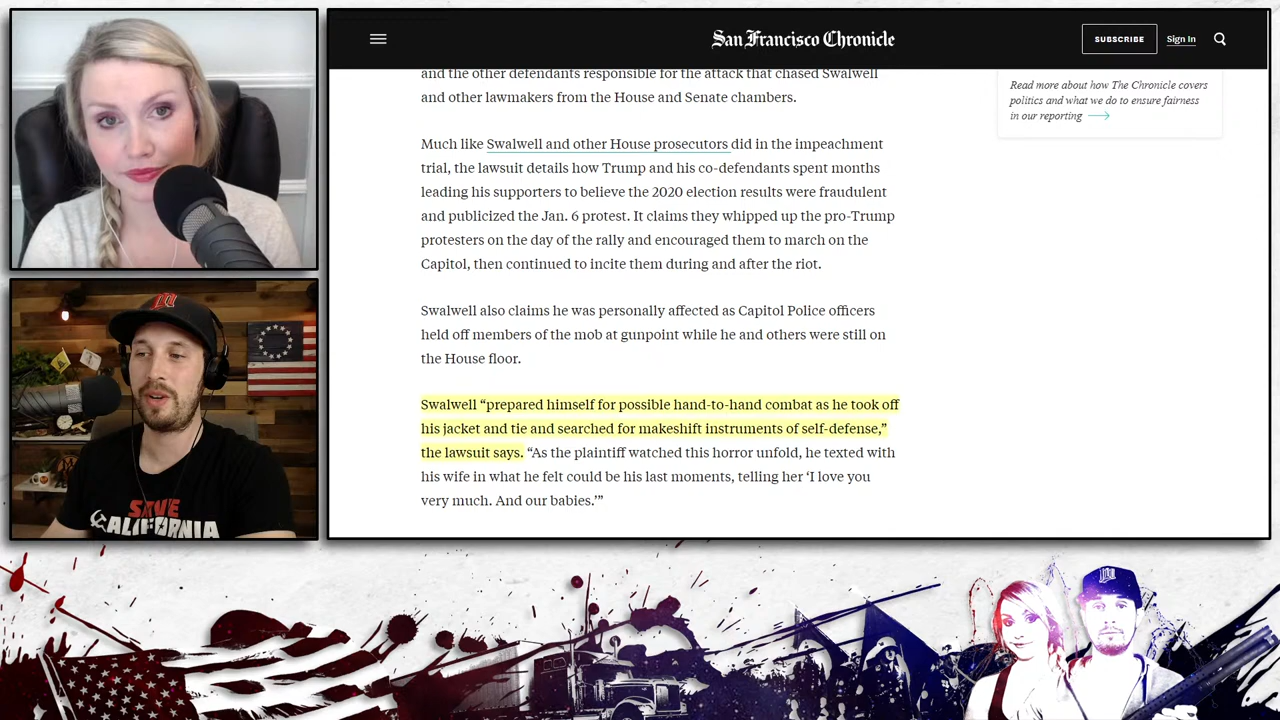 San Francisco Chronicle
SUBSCRIBE
Sign In
and the other defendants responsible for the attack that chased Swalwell
and other lawmakers from the House and Senate chambers.
Much like Swalwell and other House prosecutors did in the impeachment
trial, the lawsuit details how Trump and his co-defendants spent months
leading his supporters to believe the 2020 election results were fraudulent
and publicized the Jan. 6 protest. It claims they whipped up the pro-Trump
protesters on the day of the rally and encouraged them to march on the
Capitol, then continued to incite them during and after the riot.
Swalwell also claims he was personally affected as Capitol Police officers
held off members of the mob at gunpoint while he and others were still on
the House floor.
Swalwell “prepared himself for possible hand-to-hand combat as he took off
his jacket and tie and searched for makeshift instruments of self-defense,”
the lawsuit says. “As the plaintiff watched this horror unfold, he texted with
his wife in what he felt could be his last moments, telling her ‘I love you
very much. And our babies.’”
Read more about how The Chronicle covers
politics and what we do to ensure fairness
in our reporting
SAVE
CALIFORNIA